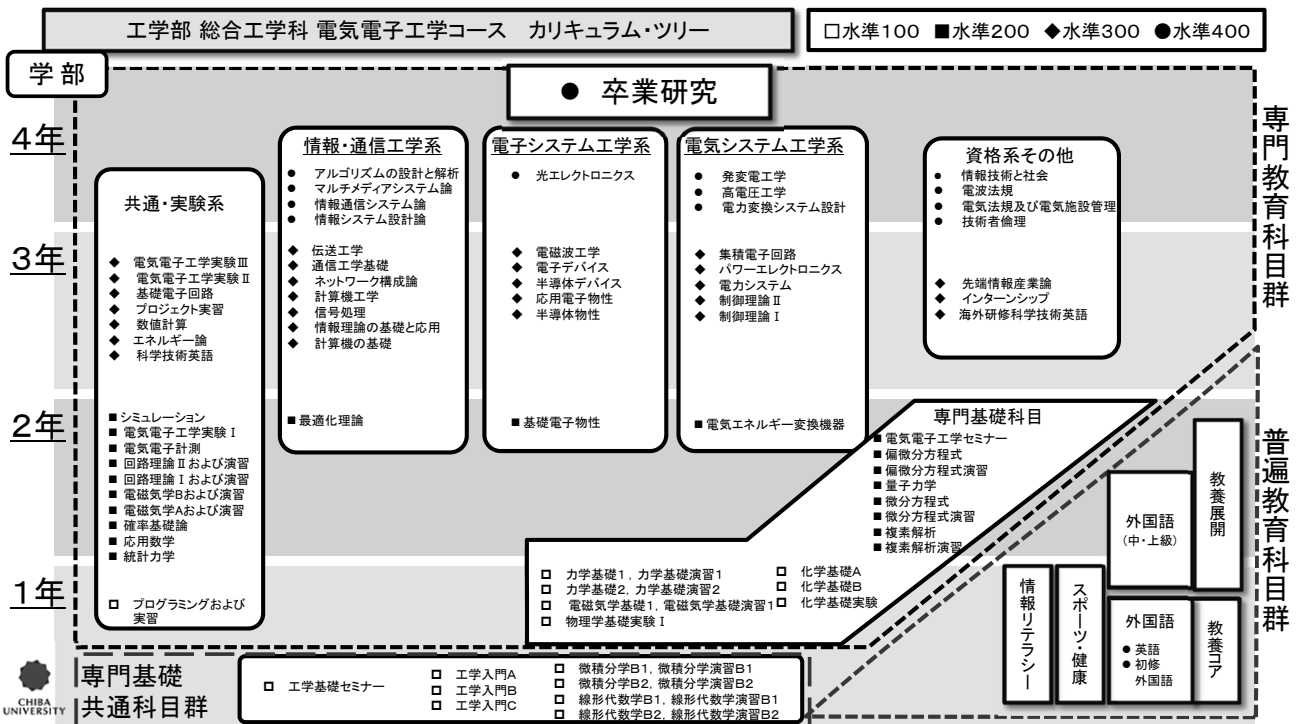 工学部 総合工学科 電気電子工学コース　カリキュラム・ツリー
□水準100 ■水準200 ◆水準300 ●水準400
学部
● 卒業研究
4年
3年
2年
1年
専門教育科目群
普遍教育科目群
共通・実験系
◆ 電気電子工学実験Ⅲ
◆ 電気電子工学実験Ⅱ
◆ 基礎電子回路
◆ プロジェクト実習
◆ 数値計算
◆ エネルギー論
◆ 科学技術英語
■ シミュレーション
■ 電気電子工学実験Ⅰ
■ 電気電子計測
■ 回路理論Ⅱおよび演習
■ 回路理論Ⅰおよび演習
■ 電磁気学Bおよび演習
■ 電磁気学Aおよび演習
■ 確率基礎論
■ 応用数学
■ 統計力学
□ プログラミングおよび
実習
情報・通信工学系
● アルゴリズムの設計と解析
● マルチメディアシステム論
● 情報通信システム論
● 情報システム設計論
◆ 伝送工学
◆ 通信工学基礎
◆ ネットワーク構成論
◆ 計算機工学
◆ 信号処理
◆ 情報理論の基礎と応用
◆ 計算機の基礎
■ 最適化理論
電子システム工学系
● 光エレクトロニクス
◆ 電磁波工学
◆ 電子デバイス
◆ 半導体デバイス
◆ 応用電子物性
◆ 半導体物性
■ 基礎電子物性
電気システム工学系
● 発変電工学
● 高電圧工学
● 電力変換システム設計
◆ 集積電子回路
◆ パワーエレクトロニクス
◆ 電力システム
◆ 制御理論Ⅱ
◆ 制御理論Ⅰ
■ 電気エネルギー変換機器
資格系その他
● 情報技術と社会
● 電波法規
● 電気法規及び電気施設管理
● 技術者倫理
◆ 先端情報産業論
◆ インターンシップ
◆ 海外研修科学技術英語
専門基礎科目
■ 電気電子工学セミナー
■ 偏微分方程式
■ 偏微分方程式演習
■ 量子力学
■ 微分方程式
■ 微分方程式演習
■ 複素解析
■ 複素解析演習
□ 力学基礎1, 力学基礎演習1
□ 力学基礎2, 力学基礎演習2
□ 電磁気学基礎1, 電磁気学基礎演習1
□ 物理学基礎実験Ⅰ
□ 化学基礎A
□ 化学基礎B
□ 化学基礎実験
情報リテラシー
スポーツ・健康
外国語
(中・上級)
教養展開
外国語
● 英語
● 初修
外国語
教養コア
CHIBA
UNIVERSITY
専門基礎
共通科目群
□ 工学基礎セミナー
□ 工学入門A
□ 工学入門B
□ 工学入門C
□ 微積分学B1, 微積分学演習B1
□ 微積分学B2, 微積分学演習B2
□ 線形代数学B1, 線形代数学演習B1
□ 線形代数学B2, 線形代数学演習B2